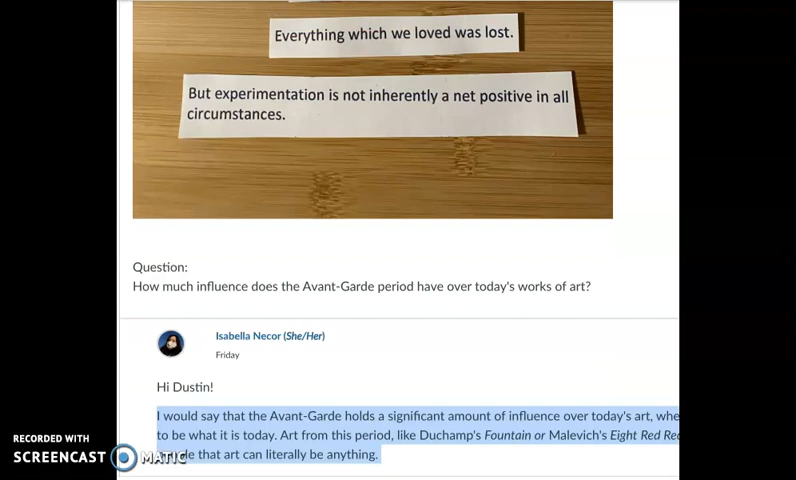 Everything which we loved was lost.
But experimentation is not inherently a net positive in all
circumstances.
Question:
How much influence does the Avant-Garde period have over today's works of art?
Isabella Necor (She/Her)
Friday
Hi Dustin!
I would say that the Avant-Garde holds a significant amount of influence over today's art, whe
to be what it is today. Art from this period, like Duchamp's Fountain or Malevich's Eight Red Re
that art can literally be anything.
RECORDED WITH
SCREENCAST MATIC